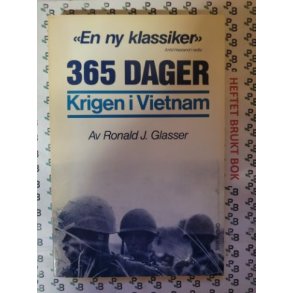 «En ny klassiker»
365 DAGER
Krigen i Vietnam
Av Ronald J. Glasser
HEFTET BRUKT BOK